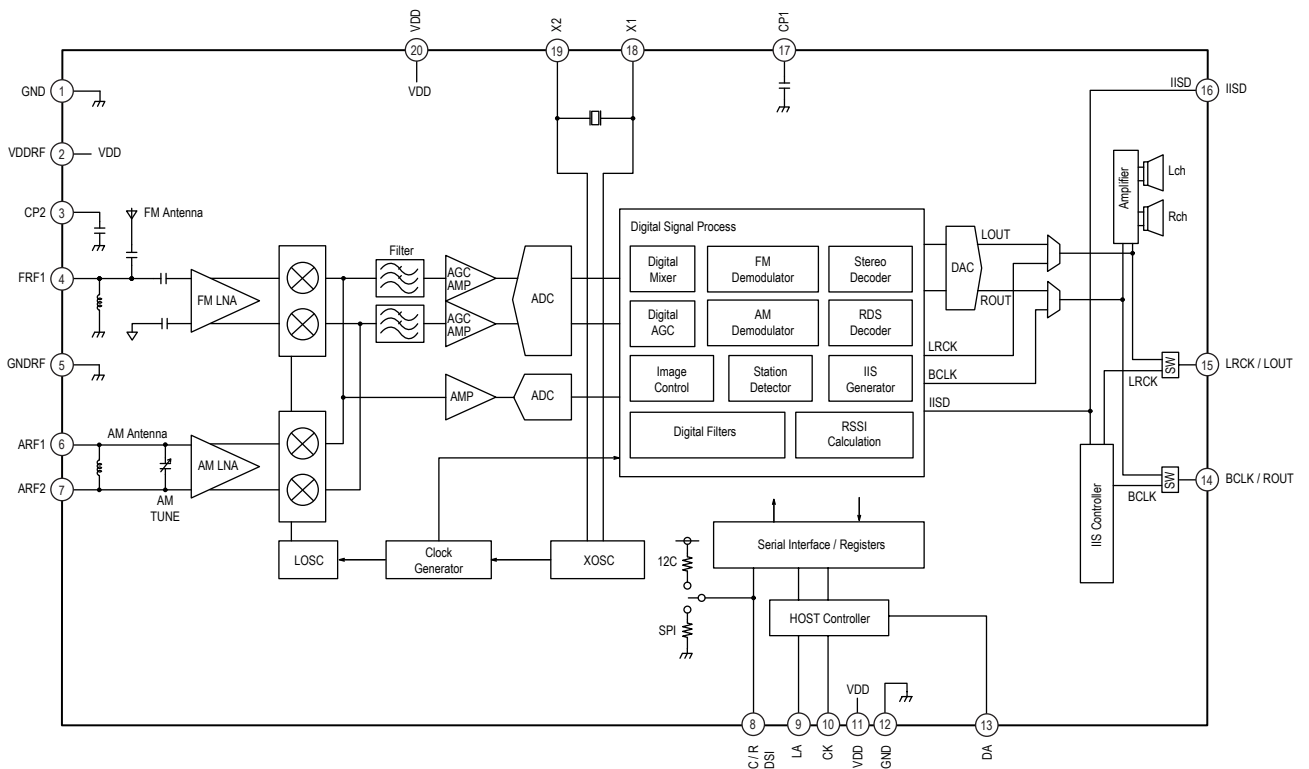 VDD
X2
X1
CP1
20
19
18
17
VDD
GND
1
IISD
16
IISD
VDDRF
2
VDD
Amplifier
Lch
Rch
CP2
3
FM Antenna
FRF1
4
FM LNA
Filter
AGC
AMP
AGC
AMP
ADC
Digital Signal Process
Digital
Mixer
FM
Demodulator
Stereo
Decoder
Digital
AGC
AM
Demodulator
RDS
Decoder
Image
Control
Station
Detector
IIS
Generator
Digital Filters
RSSI
Calculation
DAC
LOUT
ROUT
LRCK
BCLK
IISD
GNDRF
5
AMP
ADC
SW
15
LRCK / LOUT
LRCK
ARF1
6
AM Antenna
AM LNA
ARF2
7
AM
TUNE
SW
14
BCLK / ROUT
BCLK
IIS Controller
LOSC
Clock
Generator
XOSC
12C
SPI
Serial Interface / Registers
HOST Controller
VDD
8
9
10
11
12
13
C / R
DSI
LA
CK
VDD
GND
DA